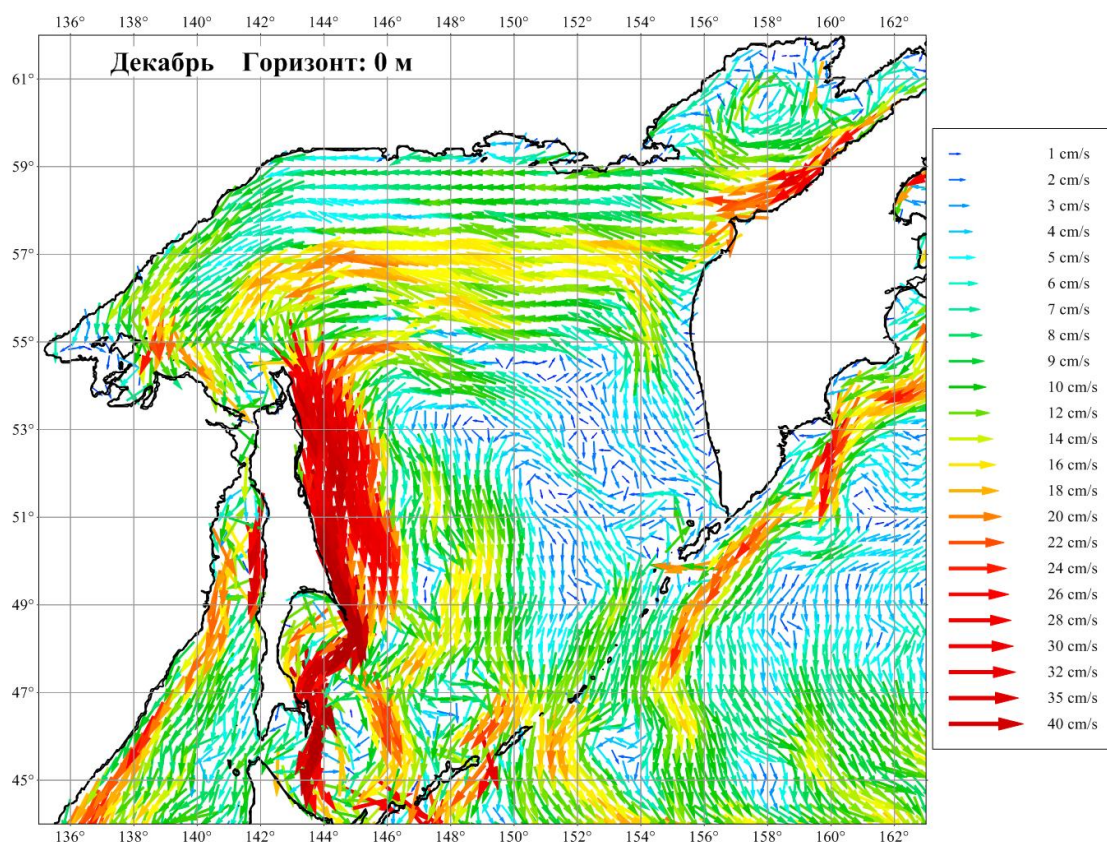 136° 138° 140° 142° 144° 146° 148° 150° 152° 154° 156° 158° 160° 162°
Декабрь Горизонт: 0 м
61°
59°
57°
55°
53°
51°
49°
47°
45°
136° 138° 140° 142° 144° 146° 148° 150° 152° 154° 156° 158° 160° 162°
1 cm/s
2 cm/s
3 cm/s
4 cm/s
5 cm/s
6 cm/s
7 cm/s
8 cm/s
9 cm/s
10 cm/s
12 cm/s
14 cm/s
16 cm/s
18 cm/s
20 cm/s
22 cm/s
24 cm/s
26 cm/s
28 cm/s
30 cm/s
32 cm/s
35 cm/s
40 cm/s